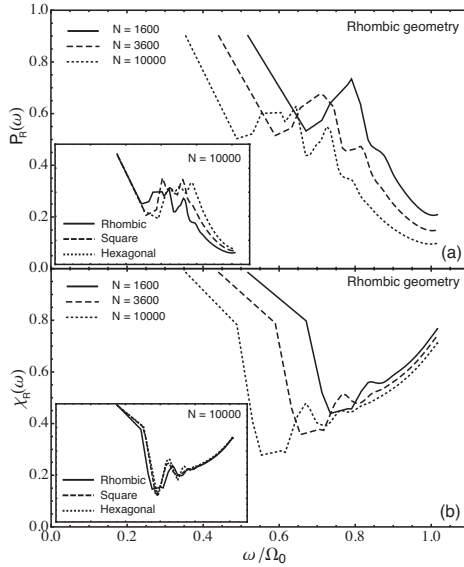 1.0
N = 1600
N = 3600
N = 10000
Rhombic geometry
0.8
0.6
P_R(ω)
0.4
N = 10000
Rhombic
Square
Hexagonal
0.2
(a)
0.0
N = 1600
N = 3600
N = 10000
Rhombic geometry
0.8
0.6
χ_R(ω)
0.4
N = 10000
Rhombic
Square
Hexagonal
0.2
(b)
0.0
0.0 0.2 0.4 0.6 0.8 1.0
ω/Ω₀